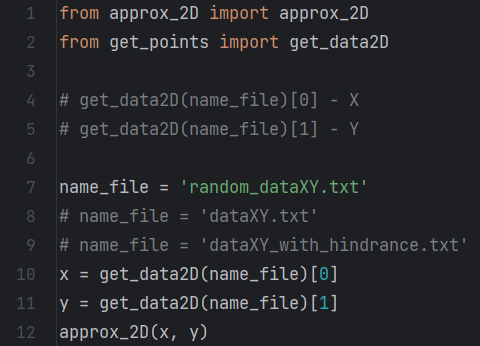 1 from approx_2D import approx_2D
2 from get_points import get_data2D
3
4 # get_data2D(name_file)[0] - X
5 # get_data2D(name_file)[1] - Y
6
7 name_file = 'random_dataXY.txt'
8 # name_file = 'dataXY.txt'
9 # name_file = 'dataXY_with_hindrance.txt'
10 x = get_data2D(name_file)[0]
11 y = get_data2D(name_file)[1]
12 approx_2D(x, y)